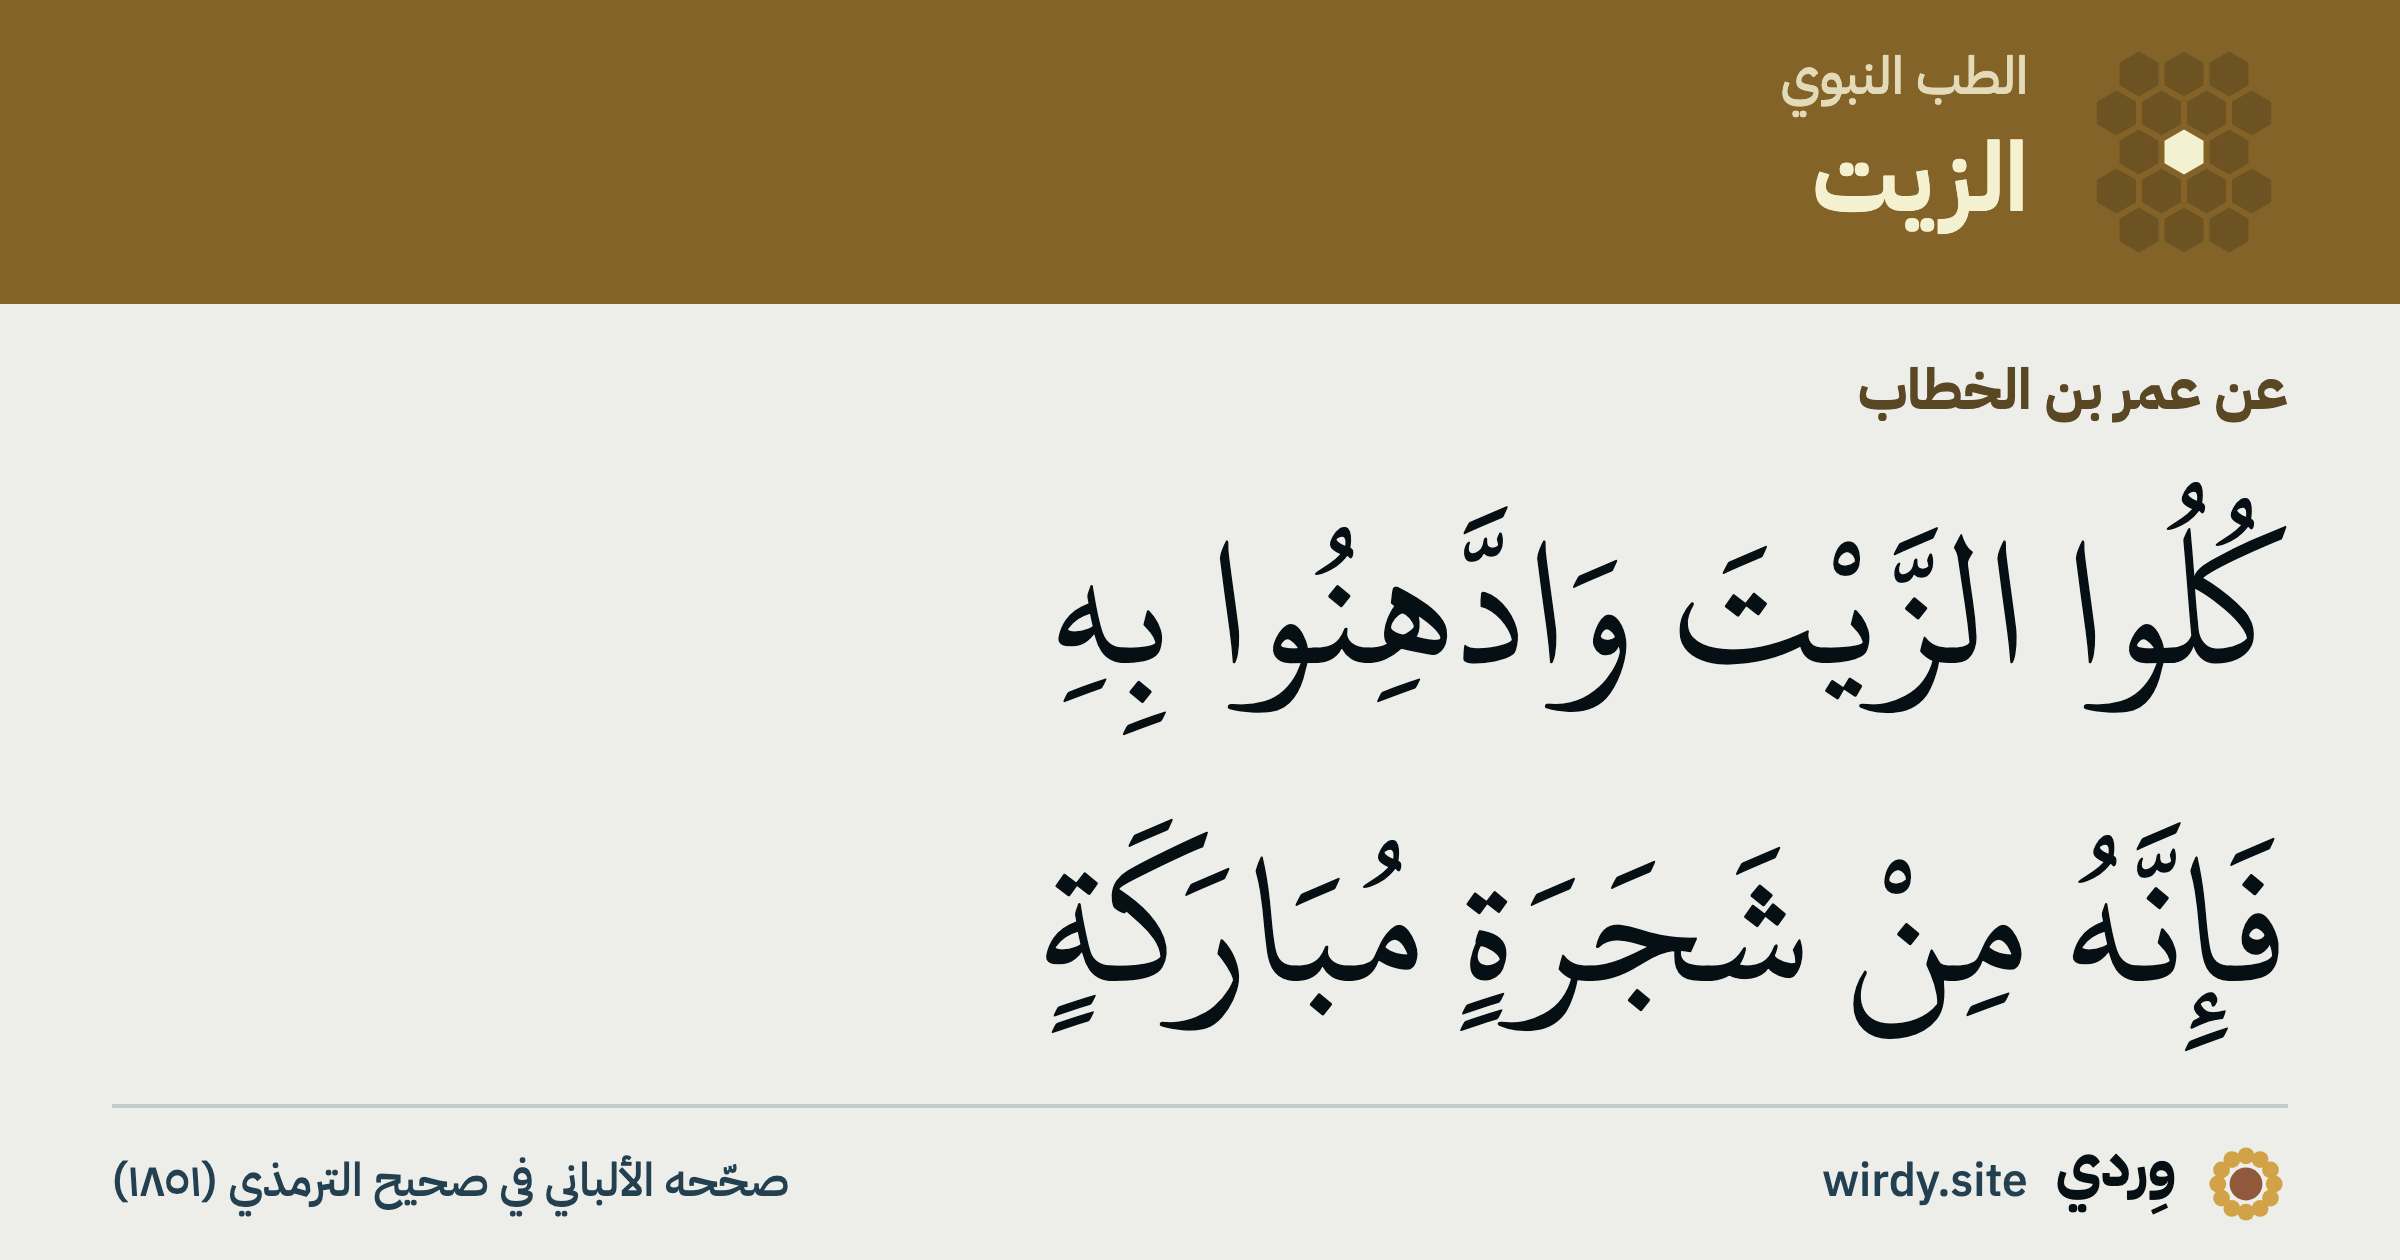 الطب النبوي
الزيت
عن عمر بن الخطاب
كُلُوا الزَّيْتَ وَادَّهِنُوا بِهِ
فَإِنَّهُ مِنْ شَجَرَةٍ مُبَارَكَةٍ
وِردي wirdy.site
صحّحه الألباني في صحيح الترمذي (١٨٥١)